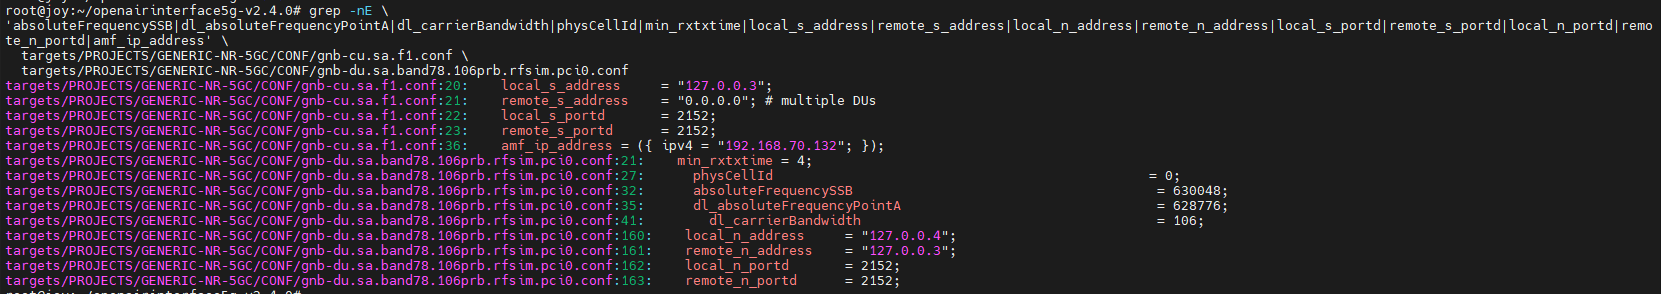 root@joy:~/openairinterface5g-v2.4.0# grep -nE \
'absoluteFrequencySSB|dl_absoluteFrequencyPointA|dl_carrierBandwidth|physCellId|min_rxtxtime|local_s_address|remote_s_address|local_n_address|remote_n_address|local_s_portd|remote_s_portd|local_n_portd|remo
te_n_portd|amf_ip_address' \
  targets/PROJECTS/GENERIC-NR-5GC/CONF/gnb-cu.sa.f1.conf \
  targets/PROJECTS/GENERIC-NR-5GC/CONF/gnb-du.sa.band78.106prb.rfsim.pci0.conf
targets/PROJECTS/GENERIC-NR-5GC/CONF/gnb-cu.sa.f1.conf:20:    local_s_address     = "127.0.0.3";
targets/PROJECTS/GENERIC-NR-5GC/CONF/gnb-cu.sa.f1.conf:21:    remote_s_address    = "0.0.0.0"; # multiple DUs
targets/PROJECTS/GENERIC-NR-5GC/CONF/gnb-cu.sa.f1.conf:22:    local_s_portd       = 2152;
targets/PROJECTS/GENERIC-NR-5GC/CONF/gnb-cu.sa.f1.conf:23:    remote_s_portd      = 2152;
targets/PROJECTS/GENERIC-NR-5GC/CONF/gnb-cu.sa.f1.conf:36:    amf_ip_address = ({ ipv4 = "192.168.70.132"; });
targets/PROJECTS/GENERIC-NR-5GC/CONF/gnb-du.sa.band78.106prb.rfsim.pci0.conf:21:    min_rxtxtime = 4;
targets/PROJECTS/GENERIC-NR-5GC/CONF/gnb-du.sa.band78.106prb.rfsim.pci0.conf:27:      physCellId                                               = 0;
targets/PROJECTS/GENERIC-NR-5GC/CONF/gnb-du.sa.band78.106prb.rfsim.pci0.conf:32:      absoluteFrequencySSB                                      = 630048;
targets/PROJECTS/GENERIC-NR-5GC/CONF/gnb-du.sa.band78.106prb.rfsim.pci0.conf:35:      dl_absoluteFrequencyPointA                                = 628776;
targets/PROJECTS/GENERIC-NR-5GC/CONF/gnb-du.sa.band78.106prb.rfsim.pci0.conf:41:        dl_carrierBandwidth                                     = 106;
targets/PROJECTS/GENERIC-NR-5GC/CONF/gnb-du.sa.band78.106prb.rfsim.pci0.conf:160:    local_n_address     = "127.0.0.4";
targets/PROJECTS/GENERIC-NR-5GC/CONF/gnb-du.sa.band78.106prb.rfsim.pci0.conf:161:    remote_n_address    = "127.0.0.3";
targets/PROJECTS/GENERIC-NR-5GC/CONF/gnb-du.sa.band78.106prb.rfsim.pci0.conf:162:    local_n_portd       = 2152;
targets/PROJECTS/GENERIC-NR-5GC/CONF/gnb-du.sa.band78.106prb.rfsim.pci0.conf:163:    remote_n_portd      = 2152;
root@joy:~/openairinterface5g-v2.4.0#